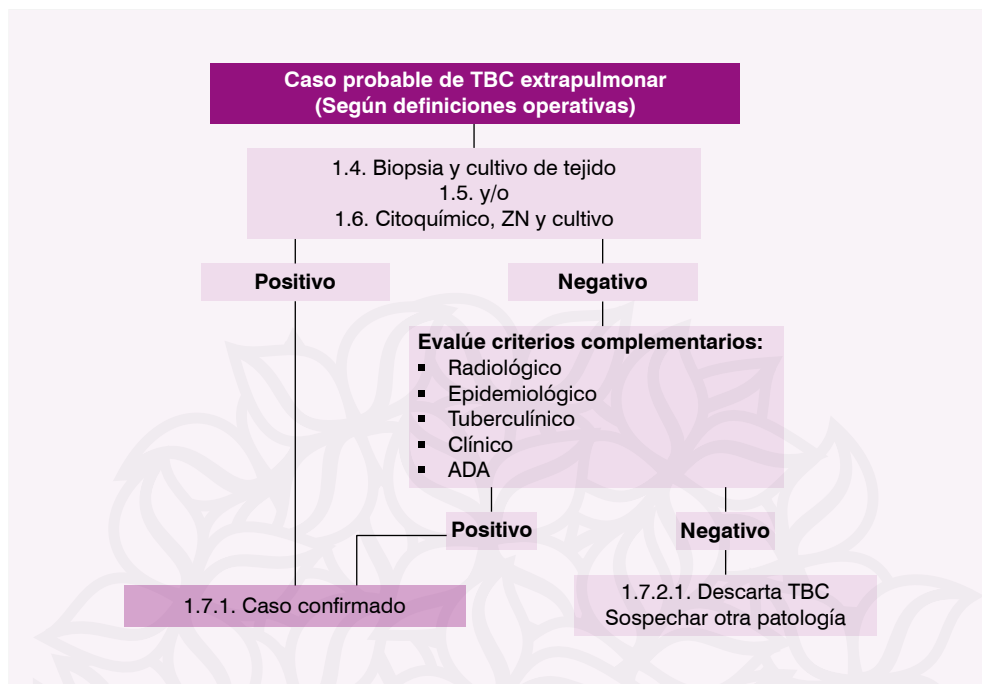 Caso probable de TBC extrapulmonar
(Según definiciones operativas)
1.4. Biopsia y cultivo de tejido
1.5. y/o
1.6. Citoquímico, ZN y cultivo
Positivo
Negativo
Evalúe criterios complementarios:
▪ Radiológico
▪ Epidemiológico
▪ Tuberculínico
▪ Clínico
▪ ADA
Positivo
Negativo
1.7.1. Caso confirmado
1.7.2.1. Descarta TBC
Sospechar otra patología